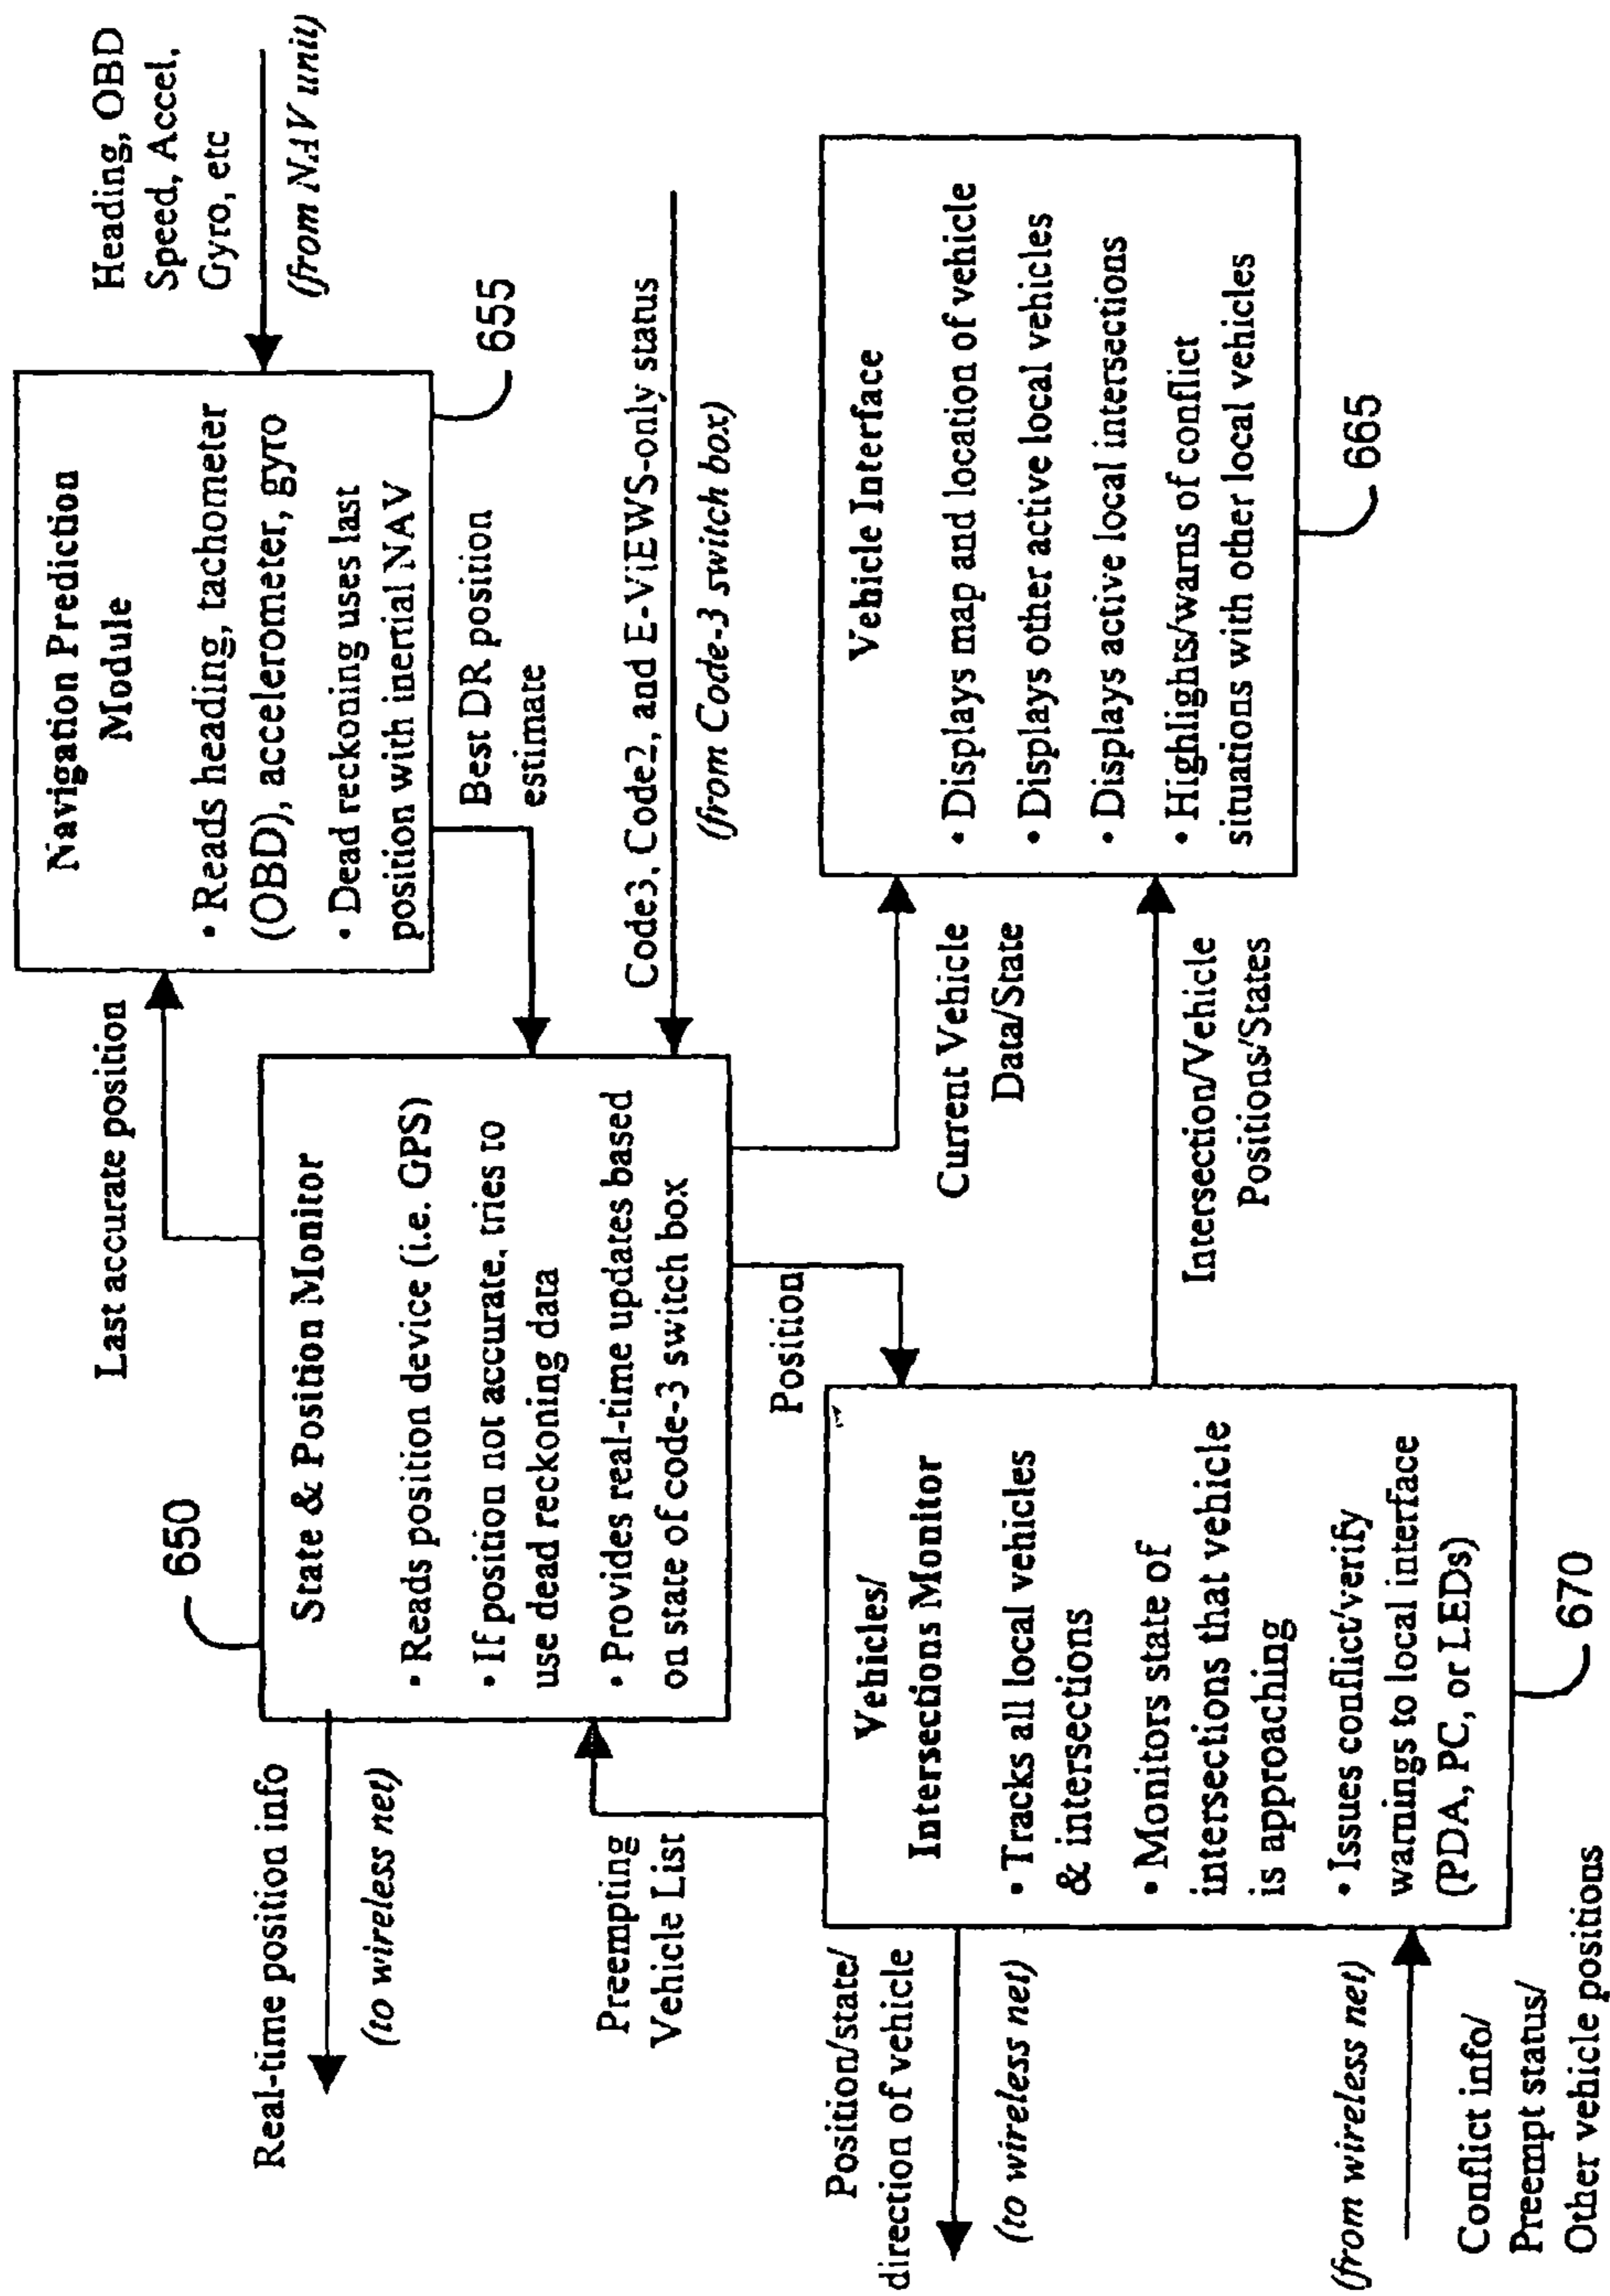 Heading, OBD
Speed, Accel,
Gyro, etc
(from NAV unit)
Navigation Prediction
Module
• Reads heading, tachometer
(OBD), accelerometer, gyro
• Dead reckoning uses last
position with inertial NAV
655
Last accurate position
Best DR position
estimate
Code3, Code2, and E-ViEWS-only status
(from Code-3 switch box)
650
State & Position Monitor
• Reads position device (i.e. GPS)
• If position not accurate, tries to
use dead reckoning data
• Provides real-time updates based
on state of code-3 switch box
Real-time position info
(to wireless net)
Preempting
Vehicle List
Position
Current Vehicle
Data/State
Vehicle Interface
• Displays map and location of vehicle
• Displays other active local vehicles
• Displays active local intersections
• Highlights/warns of conflict
situations with other local vehicles
665
Intersection/Vehicle
Positions/States
Vehicles/
Intersections Monitor
• Tracks all local vehicles
& intersections
• Monitors state of
intersections that vehicle
is approaching
• Issues conflict/verify
warnings to local interface
(PDA, PC, or LEDs)
670
Position/state/
direction of vehicle
(to wireless net)
(from wireless net)
Conflict info/
Preempt status/
Other vehicle positions